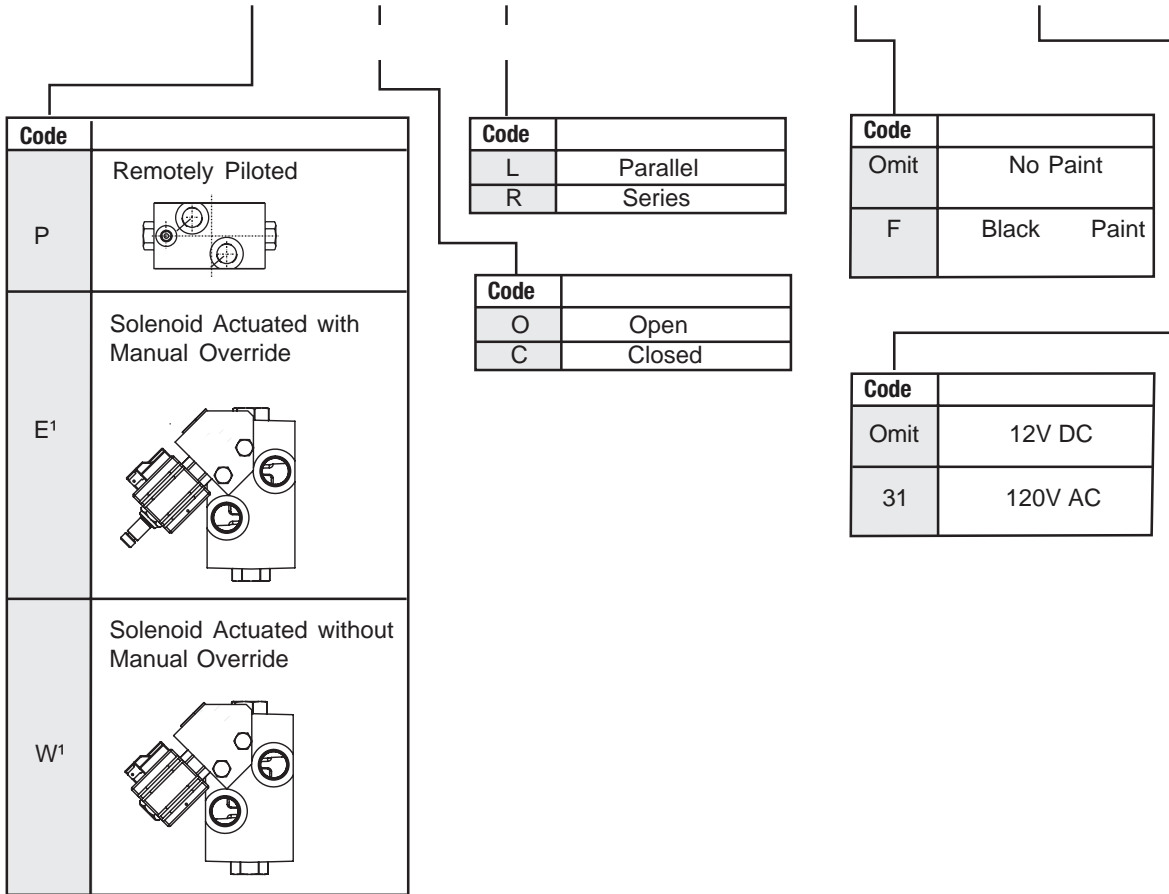 Code
P
Remotely Piloted
E¹
Solenoid Actuated with
Manual Override
W¹
Solenoid Actuated without
Manual Override
Code
L Parallel
R Series
Code
O Open
C Closed
Code
Omit No Paint
F Black Paint
Code
Omit 12V DC
31 120V AC